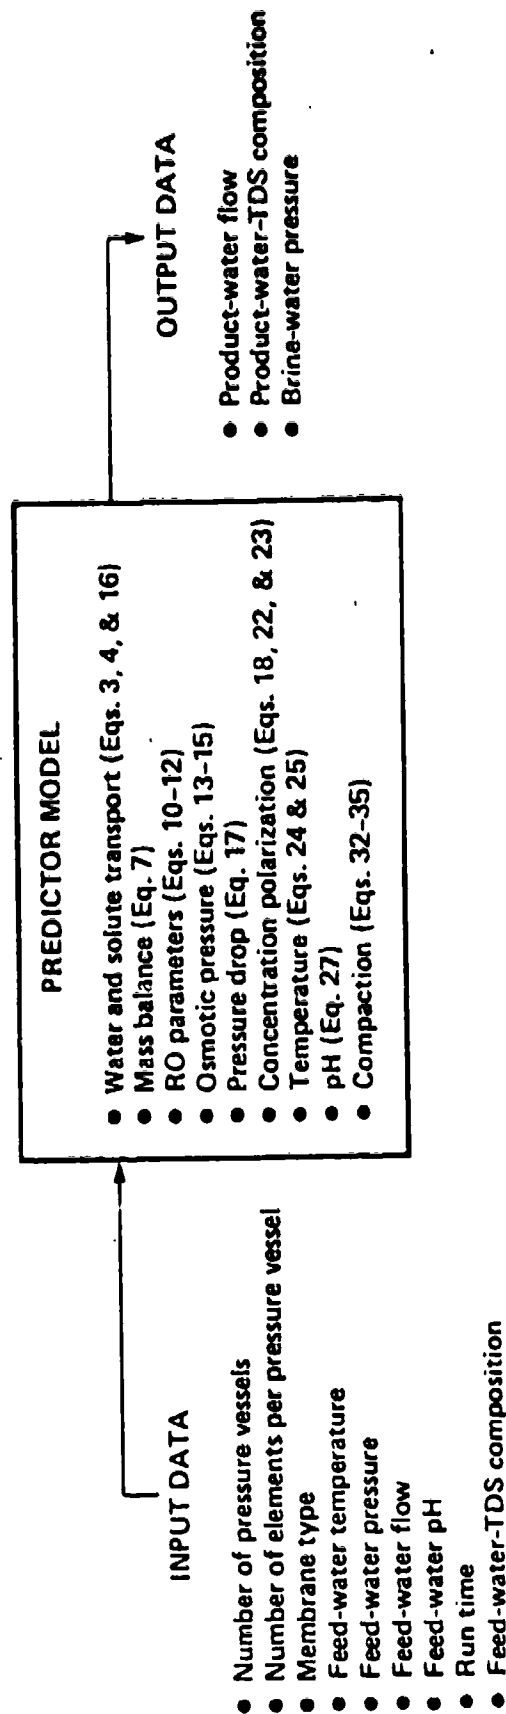 INPUT DATA
● Number of pressure vessels
● Number of elements per pressure vessel
● Membrane type
● Feed-water temperature
● Feed-water pressure
● Feed-water flow
● Feed-water pH
● Run time
● Feed-water-TDS composition
PREDICTOR MODEL
● Water and solute transport (Eqs. 3, 4, & 16)
● Mass balance (Eq. 7)
● RO parameters (Eqs. 10–12)
● Osmotic pressure (Eqs. 13–15)
● Pressure drop (Eq. 17)
● Concentration polarization (Eqs. 18, 22, & 23)
● Temperature (Eqs. 24 & 25)
● pH (Eq. 27)
● Compaction (Eqs. 32–35)
OUTPUT DATA
● Product-water flow
● Product-water-TDS composition
● Brine-water pressure